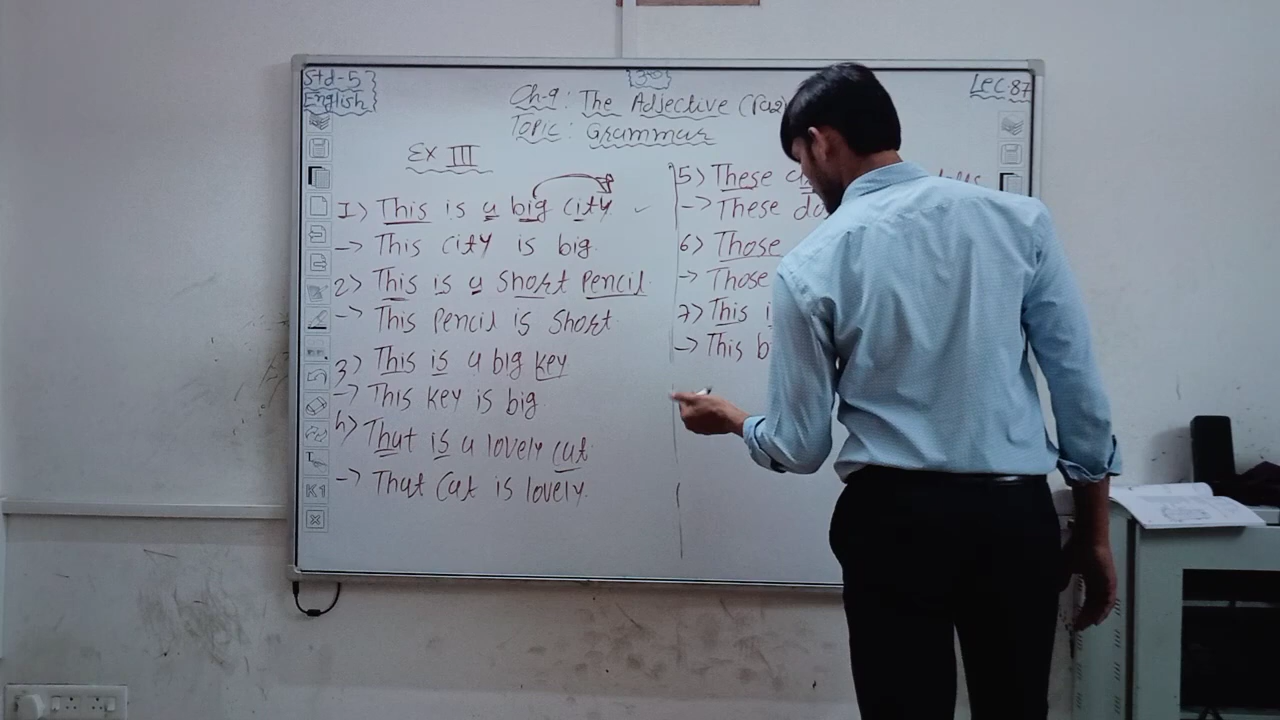 Std-5
English
Lec.87
Ch-9: The Adjective
Topic: Grammar
Ex III
1) This is a big city
-> This city is big.
2) This is a short pencil.
-> This Pencil is short.
3) This is a big key
-> This key is big
4) That is a lovely cat.
-> That Cat is lovely.
5) These
-> These
6) Those
-> Those
7) This
-> This
T
K1